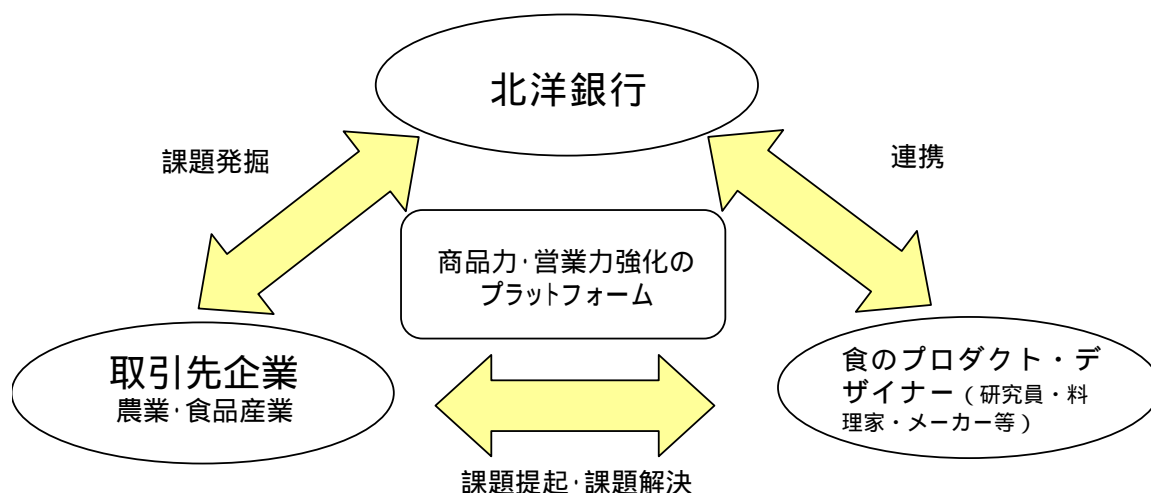 北洋銀行
課題発掘
連携
商品力・営業力強化の
プラットフォーム
取引先企業
農業・食品産業
食のプロダクト・デ
ザイナー（研究員・料
理家・メーカー等）
課題提起・課題解決